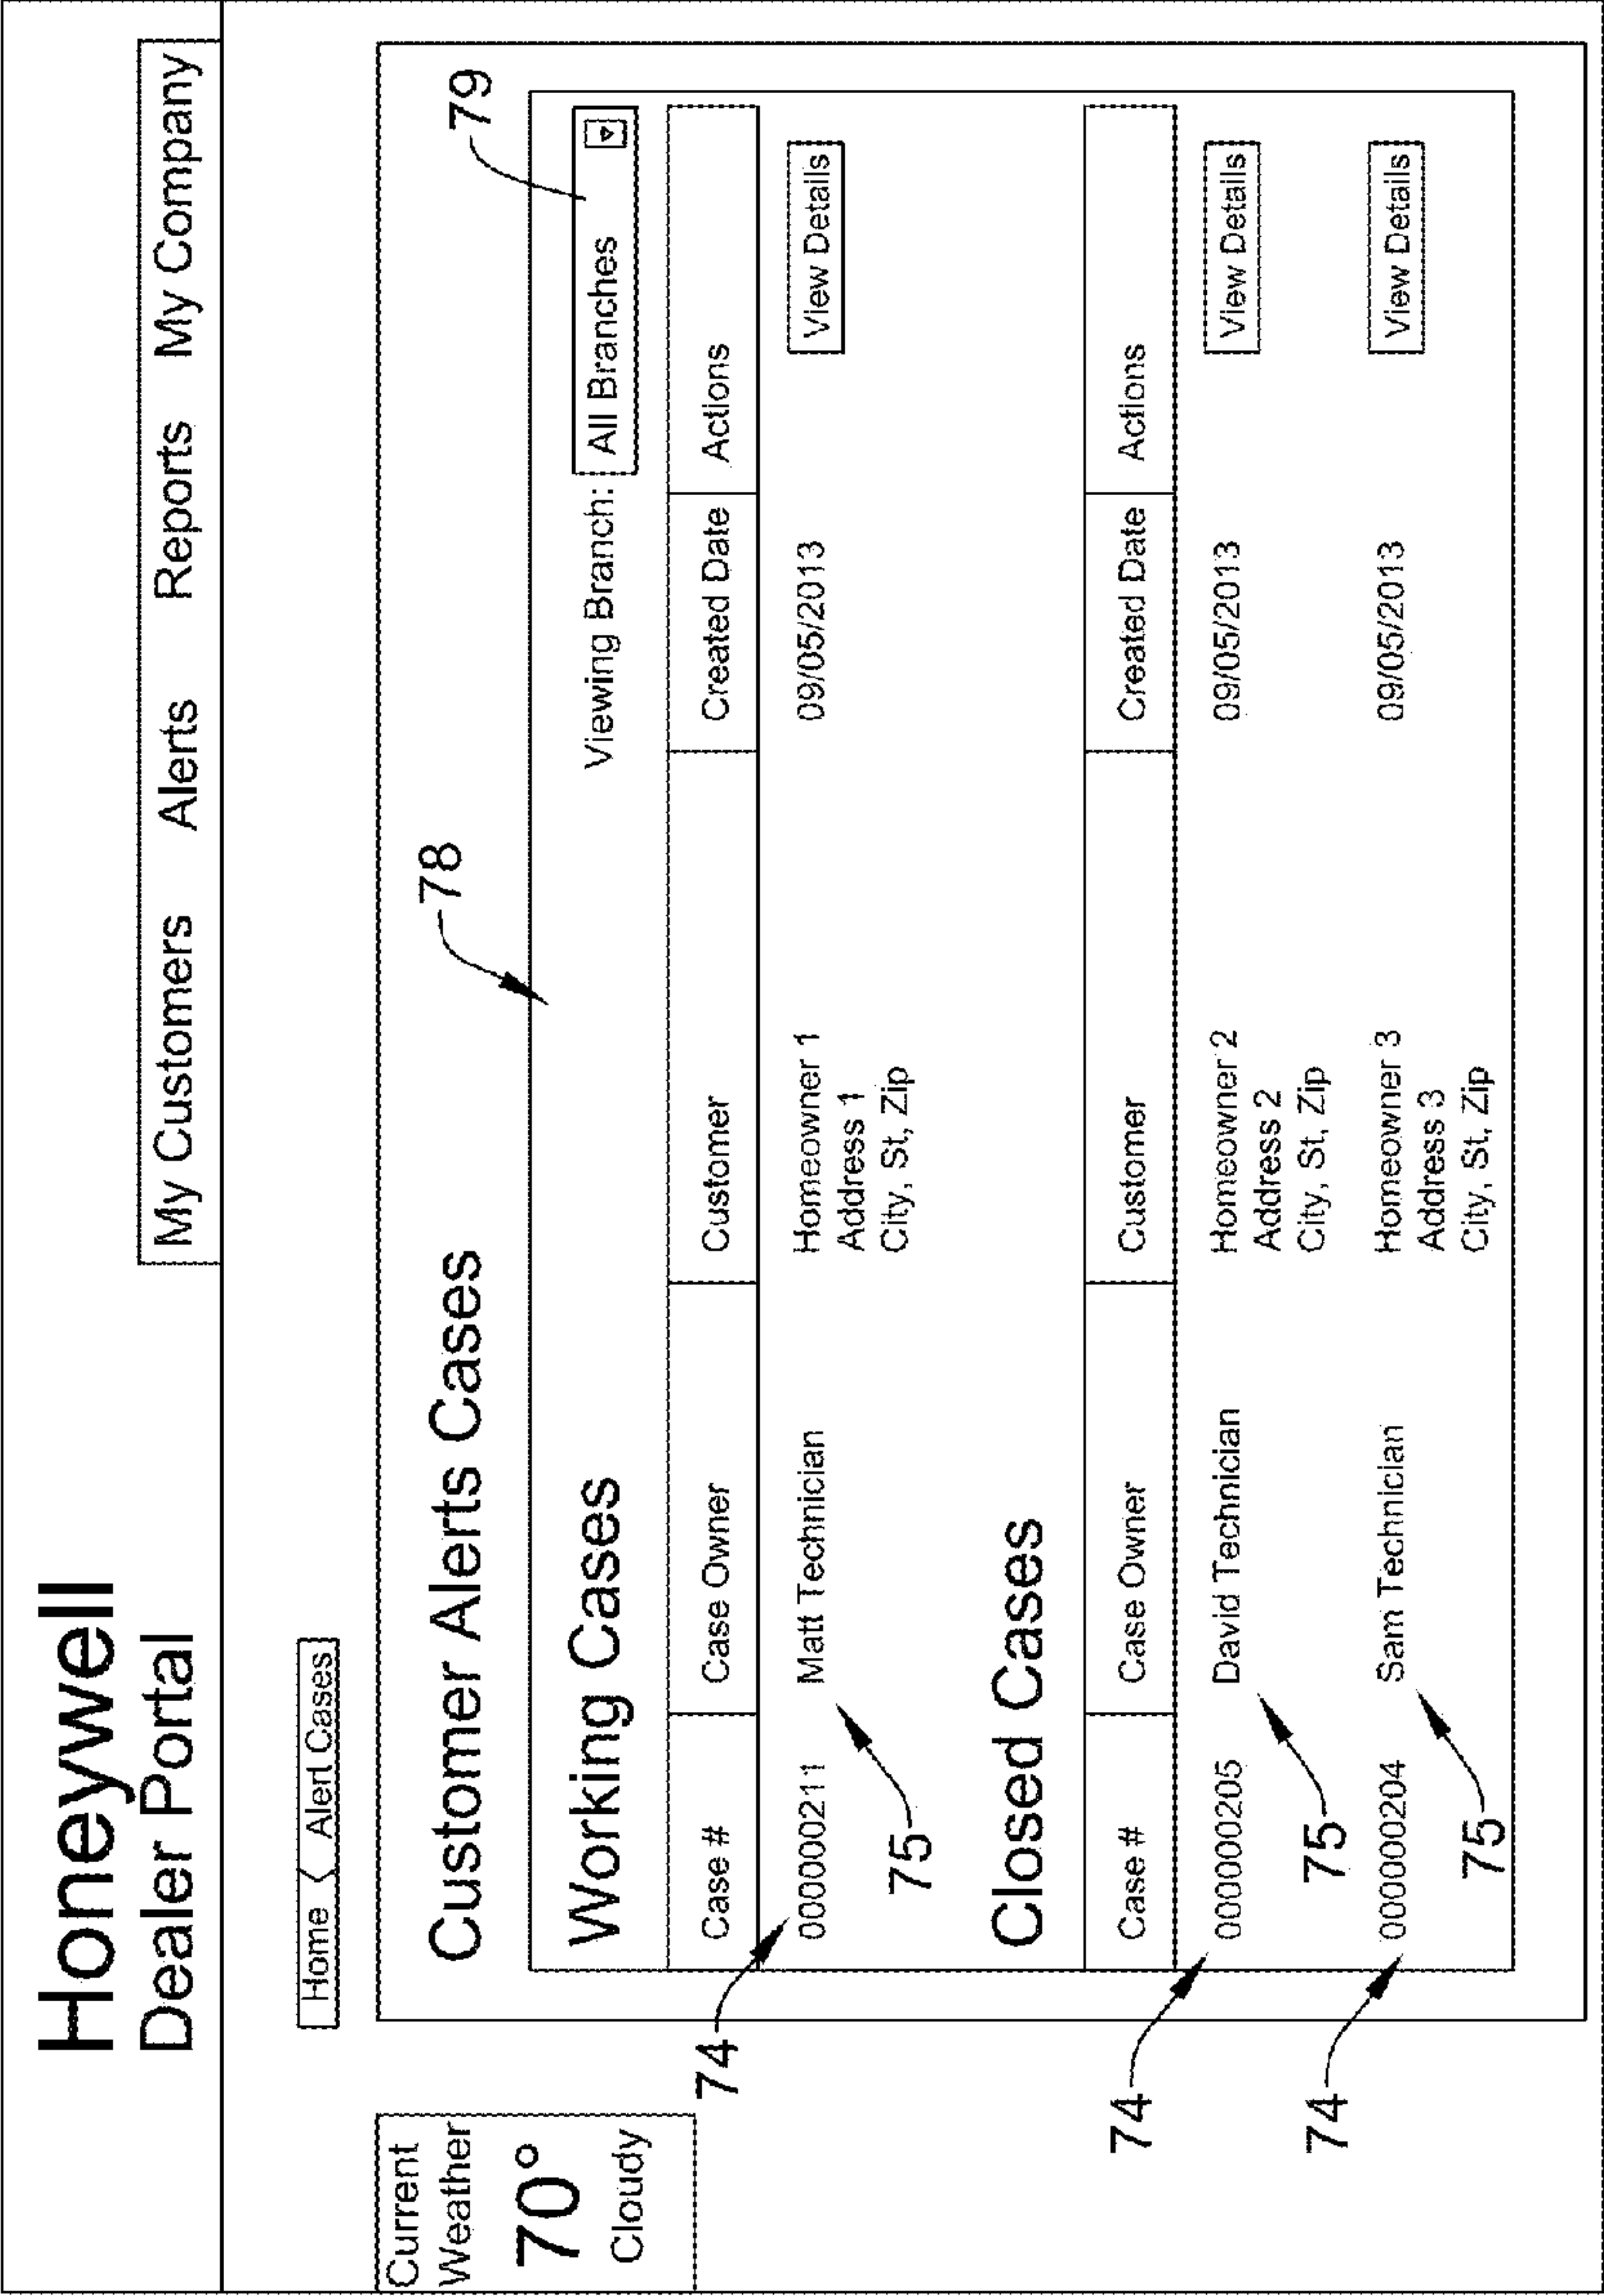 Honeywell
Dealer Portal
My Customers Alerts Reports My Company
Home < Alert Cases
Current
Weather
70°
Cloudy
Customer Alerts Cases
78
79
Working Cases
Viewing Branch: All Branches
Case # Case Owner Customer Created Date Actions
74
000000211 Matt Technician Homeowner 1 09/05/2013 View Details
Address 1
City, St, Zip
75
Closed Cases
Case # Case Owner Customer Created Date Actions
74
000000205 David Technician Homeowner 2 09/05/2013 View Details
Address 2
City, St, Zip
75
74
000000204 Sam Technician Homeowner 3 09/05/2013 View Details
Address 3
City, St, Zip
75